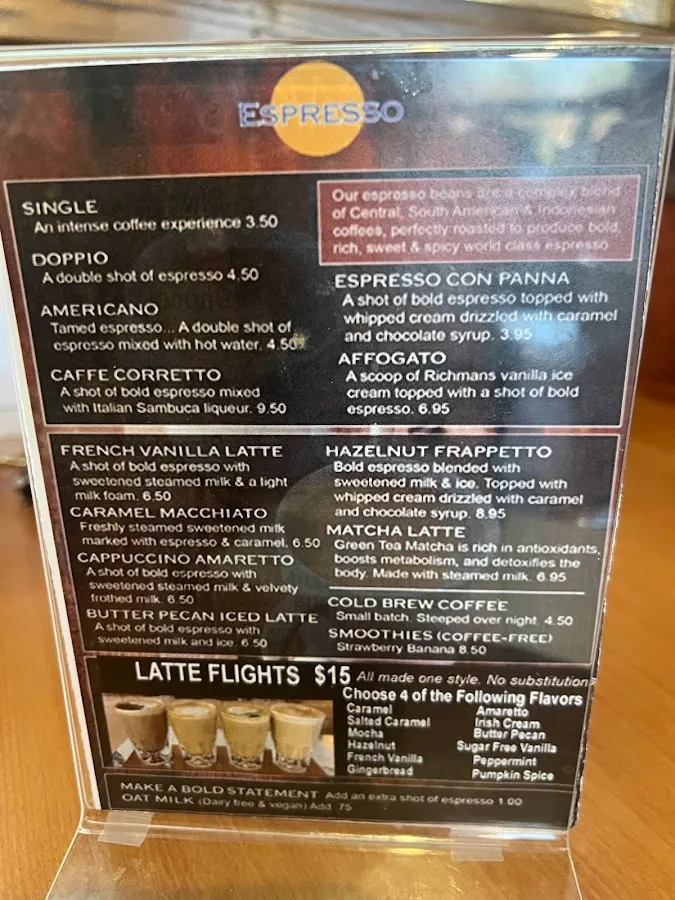 ESPRESSO
SINGLE
An intense coffee experience 3.50
DOPPIO
A double shot of espresso 4.50
AMERICANO
Tamed espresso... A double shot of
espresso mixed with hot water. 4.50
CAFFE CORRETTO
A shot of bold espresso mixed
with Italian Sambuca liqueur. 9.50
Our espresso beans are a complex blend
of Central, South American & Indonesian
coffees, perfectly roasted to produce bold,
rich, sweet & spicy world class espresso
ESPRESSO CON PANNA
A shot of bold espresso topped with
whipped cream drizzled with caramel
and chocolate syrup. 3.95
AFFOGATO
A scoop of Richmans vanilla ice
cream topped with a shot of bold
espresso. 6.95
FRENCH VANILLA LATTE
A shot of bold espresso with
sweetened steamed milk & a light
milk foam. 6.50
CARAMEL MACCHIATO
Freshly steamed sweetened milk
marked with espresso & caramel. 6.50
CAPPUCCINO AMARETTO
A shot of bold espresso with
sweetened steamed milk & velvety
frothed milk. 6.50
BUTTER PECAN ICED LATTE
A shot of bold espresso with
sweetened milk and ice. 6.50
HAZELNUT FRAPPETTO
Bold espresso blended with
sweetened milk & ice. Topped with
whipped cream drizzled with caramel
and chocolate syrup. 8.95
MATCHA LATTE
Green Tea Matcha is rich in antioxidants,
boosts metabolism, and detoxifies the
body. Made with steamed milk. 6.95
COLD BREW COFFEE
Small batch. Steeped over night. 4.50
SMOOTHIES (COFFEE-FREE)
Strawberry Banana 8.50
LATTE FLIGHTS $15 All made one style. No substitutions
Choose 4 of the Following Flavors
Caramel
Salted Caramel
Mocha
Hazelnut
French Vanilla
Gingerbread
Amaretto
Irish Cream
Butter Pecan
Sugar Free Vanilla
Peppermint
Pumpkin Spice
MAKE A BOLD STATEMENT Add an extra shot of espresso 1.00
OAT MILK (Dairy free & vegan) Add .75